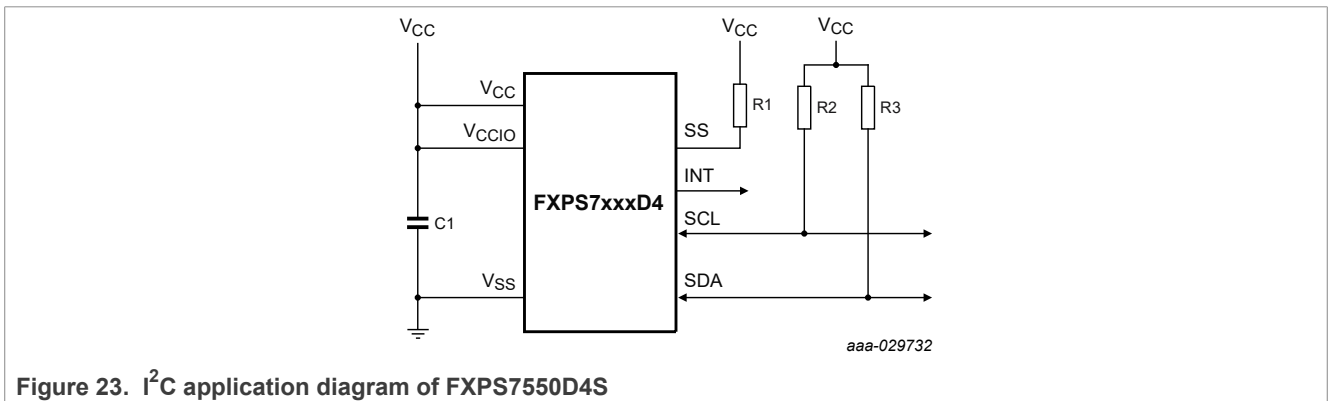 VCC VCC VCC
VCC
R1 R2 R3
VCCIO SS
INT
FXPS7xxxD4
C1 SCL
VSS SDA
aaa-029732
Figure 23. I2C application diagram of FXPS7550D4S